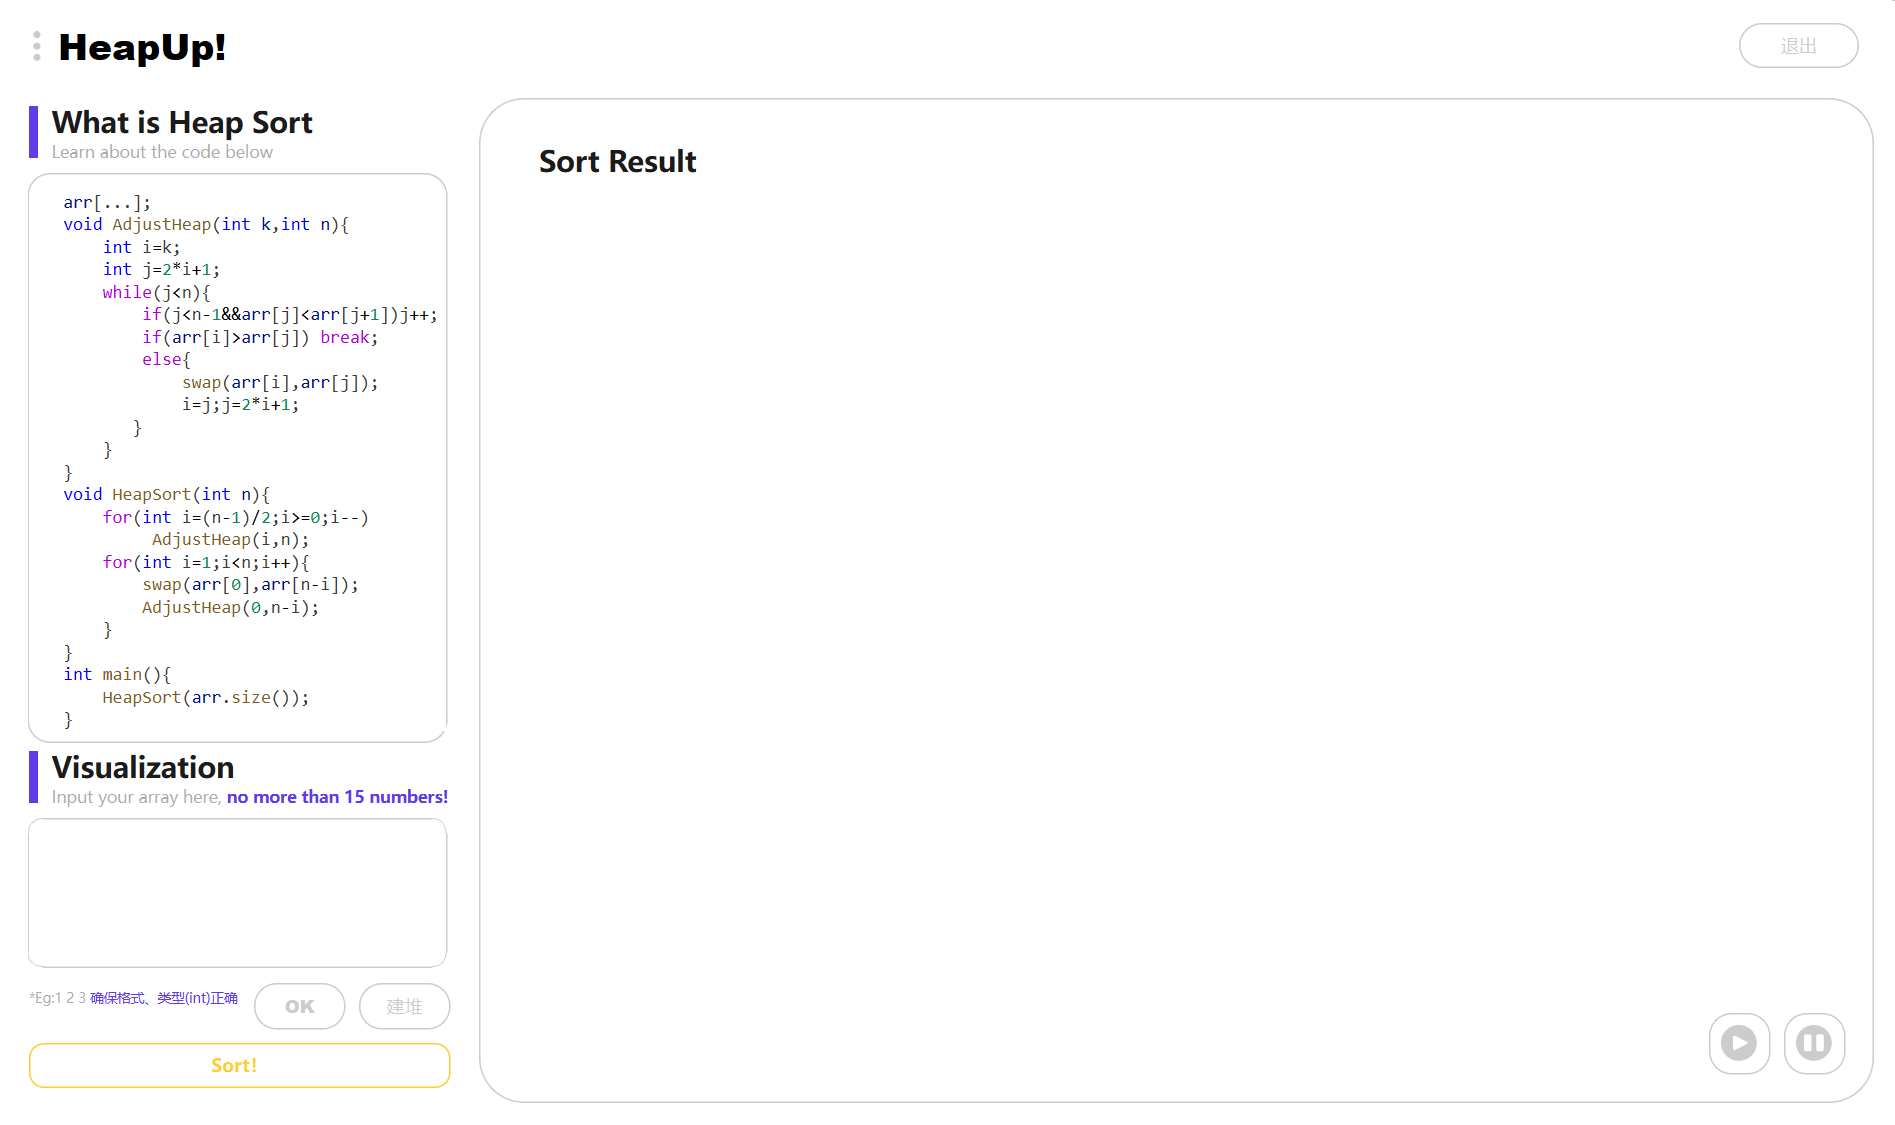 HeapUp!
退出
What is Heap Sort
Learn about the code below
arr[...];
void AdjustHeap(int k,int n){
    int i=k;
    int j=2*i+1;
    while(j<n){
        if(j<n-1&&arr[j]<arr[j+1])j++;
        if(arr[i]>arr[j]) break;
        else{
            swap(arr[i],arr[j]);
            i=j;j=2*i+1;
       }
    }
}
void HeapSort(int n){
    for(int i=(n-1)/2;i>=0;i--)
         AdjustHeap(i,n);
    for(int i=1;i<n;i++){
        swap(arr[0],arr[n-i]);
        AdjustHeap(0,n-i);
    }
}
int main(){
    HeapSort(arr.size());
}
Visualization
Input your array here, no more than 15 numbers!
*Eg:1 2 3 确保格式、类型(int)正确
OK
建堆
Sort!
Sort Result